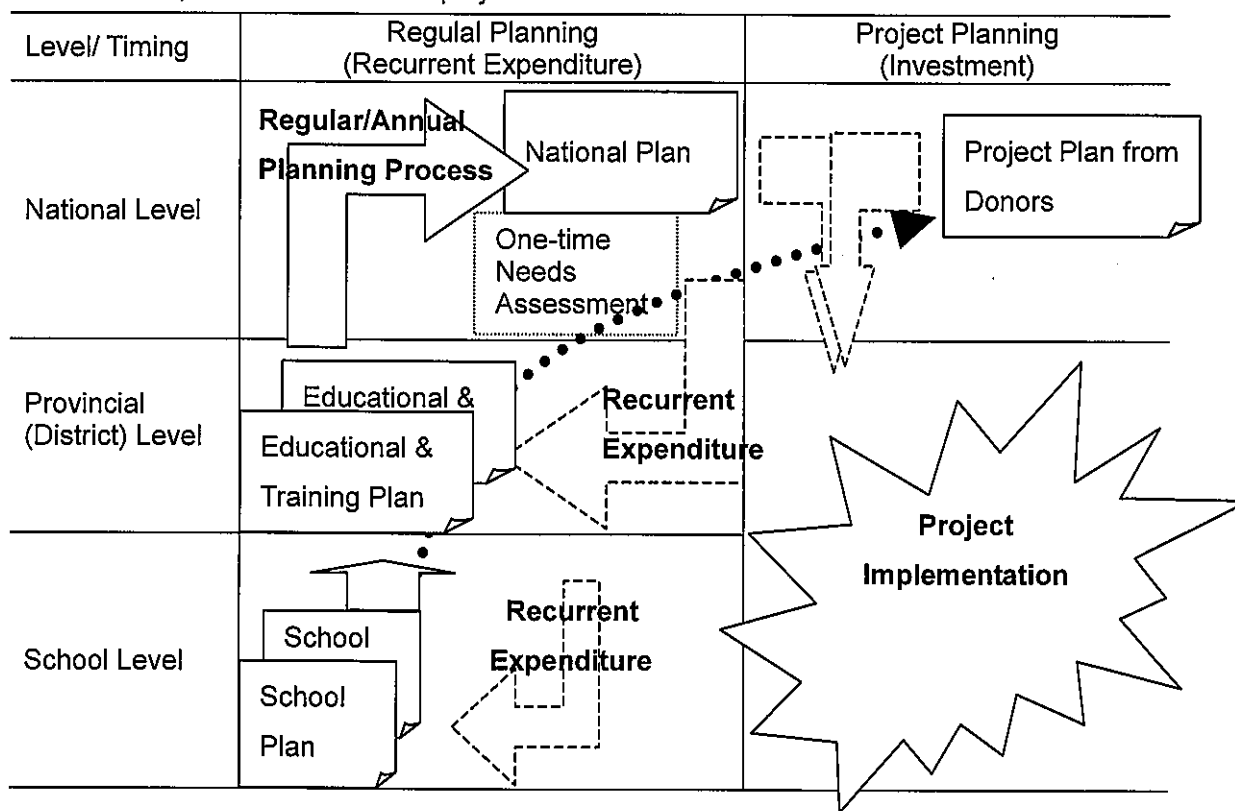 Level/ Timing
Regulal Planning
(Recurrent Expenditure)
Project Planning
(Investment)
National Level
Regular/Annual
Planning Process
National Plan
One-time
Needs
Assessment
Project Plan from
Donors
Provincial
(District) Level
Educational &
Educational &
Training Plan
Recurrent
Expenditure
Project
Implementation
School Level
School
School
Plan
Recurrent
Expenditure